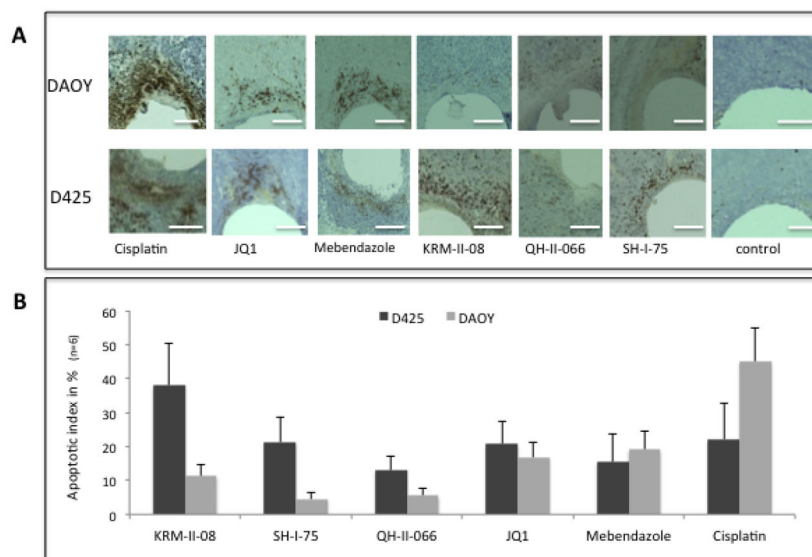 A
DAOY
D425
Cisplatin JQ1 Mebendazole KRM-II-08 QH-II-066 SH-I-75 control
B
Apoptotic index in % (n=6)
60
50
40
30
20
10
0
D425 DAOY
KRM-II-08 SH-I-75 QH-II-066 JQ1 Mebendazole Cisplatin